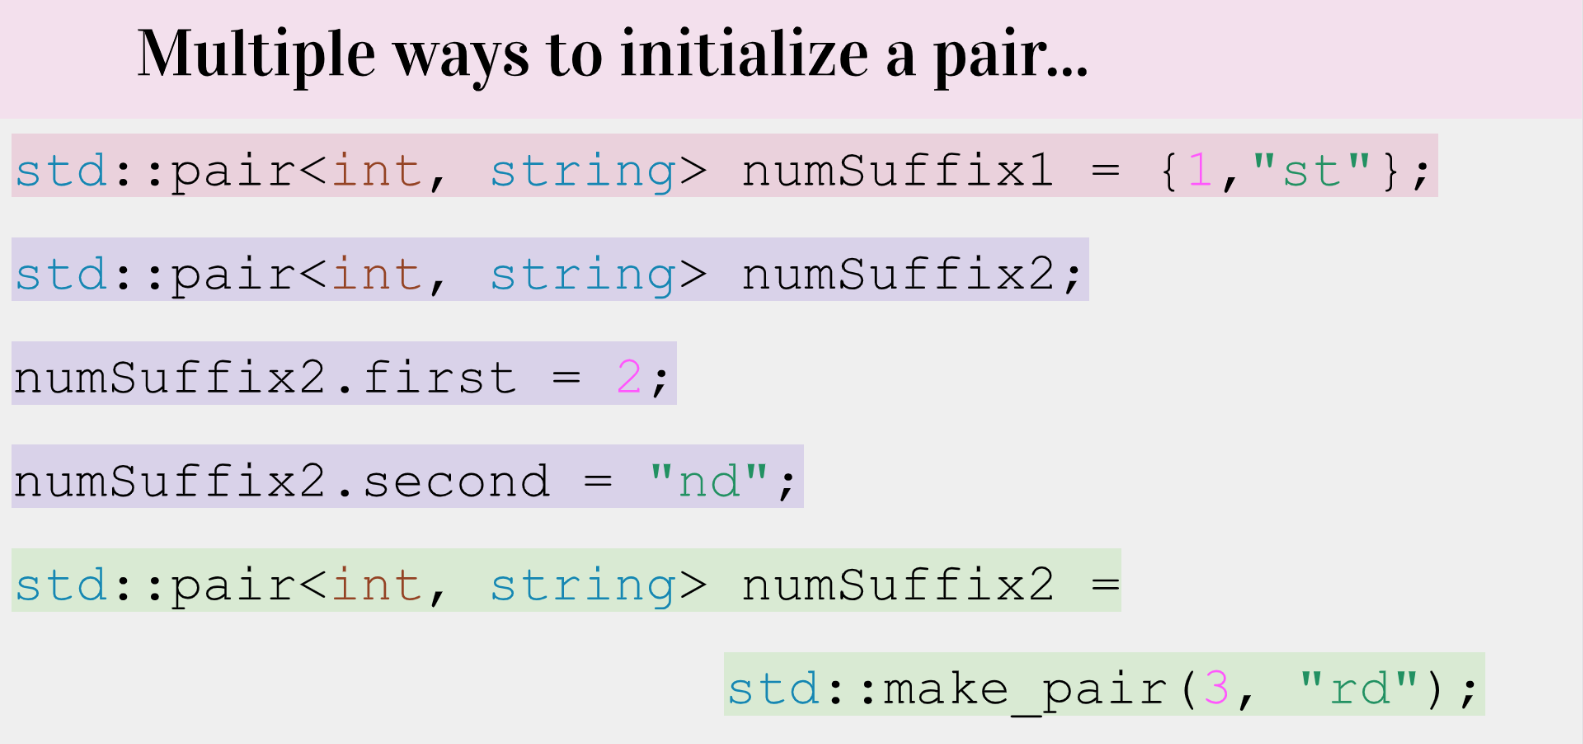 Multiple ways to initialize a pair...
std::pair<int, string> numSuffix1 = {1,"st"};
std::pair<int, string> numSuffix2;
numSuffix2.first = 2;
numSuffix2.second = "nd";
std::pair<int, string> numSuffix2 =
std::make_pair(3, "rd");